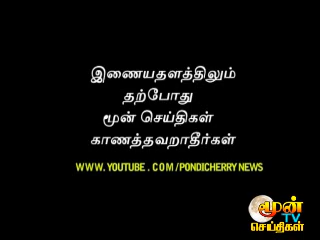 இணையதளத்திலும்
தற்போது
மூன் செய்திகள்
காணத்தவறாதீர்கள்
WWW.YOUTUBE.COM/PONDICHERRY NEWS
மூன்
TV
செய்திகள்